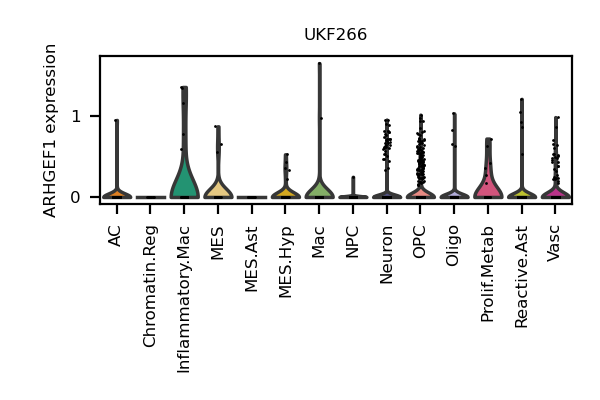 UKF266
ARHGEF1 expression
1
0
AC
Chromatin.Reg
Inflammatory.Mac
MES
MES.Ast
MES.Hyp
Mac
NPC
Neuron
OPC
Oligo
Prolif.Metab
Reactive.Ast
Vasc